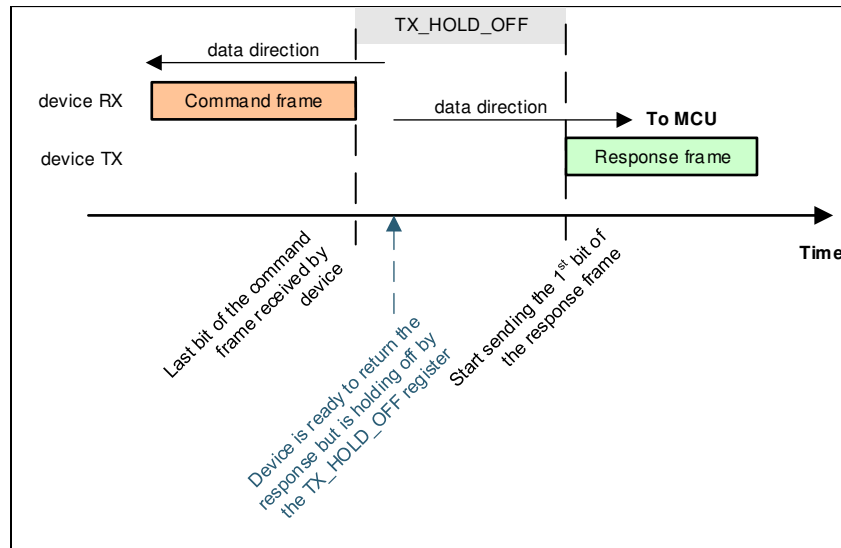 TX_HOLD_OFF
data direction
device RX
Command frame
data direction
To MCU
device TX
Response frame
Time
Last bit of the command
frame received by
device
Device is ready to return the
response but is holding off by
the TX_HOLD_OFF register
Start sending the 1st bit of
the response frame